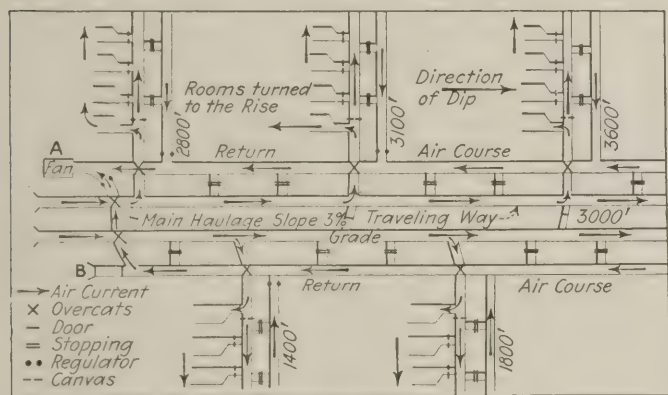 Rooms turned
to the Rise
Direction
of Dip
2800'
3100'
3600'
A
Fan
Return
Air Course
Main Haulage Slope 3%
Grade
Traveling Way
3000'
B
Return
Air Course
Air Current
Overcats
Door
Stopping
Regulator
Canvas
1400'
1800'